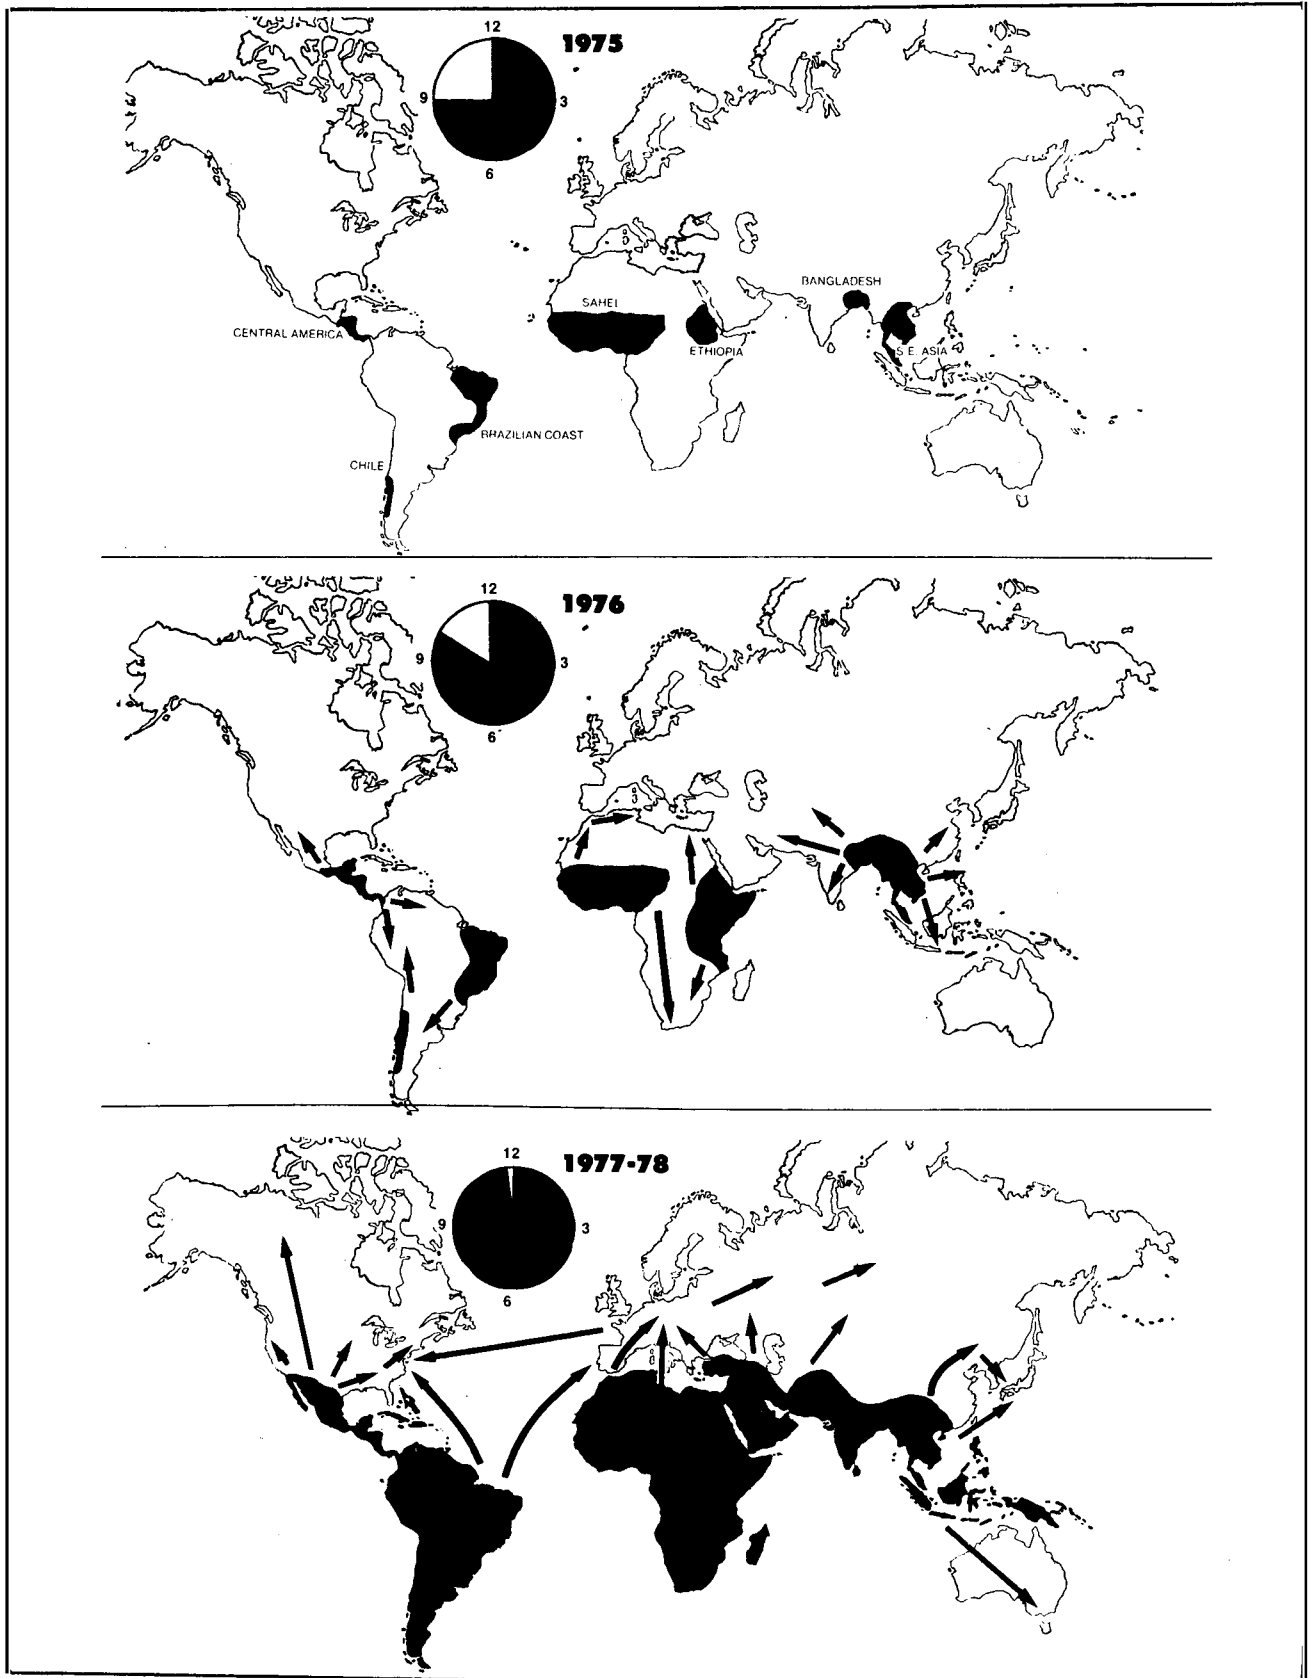 12
1975
9
3
6
BANGLADESH
SAHEL
CENTRAL AMERICA
ETHIOPIA
S.E. ASIA
BRAZILIAN COAST
CHILE
12
1976
9
3
6
12
1977-78
9
3
6